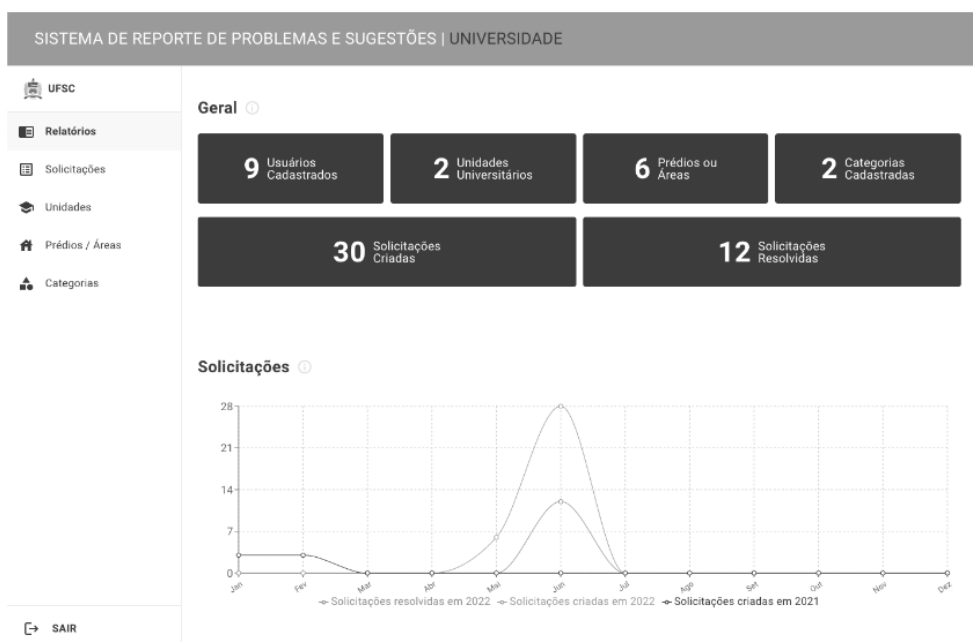 SISTEMA DE REPORTE DE PROBLEMAS E SUGESTÕES | UNIVERSIDADE
UFSC
Relatórios
Solicitações
Unidades
Prédios / Áreas
Categorias
SAIR
Geral
9 Usuários
Cadastrados
2 Unidades
Universitários
6 Prédios ou
Áreas
2 Categorias
Cadastradas
30 Solicitações
Criadas
12 Solicitações
Resolvidas
Solicitações
28
21
14
7
0
Jan Fev Mar Abr Mai Jun Jul Ago Set Out Nov Dez
Solicitações resolvidas em 2022 Solicitações criadas em 2022 Solicitações criadas em 2021